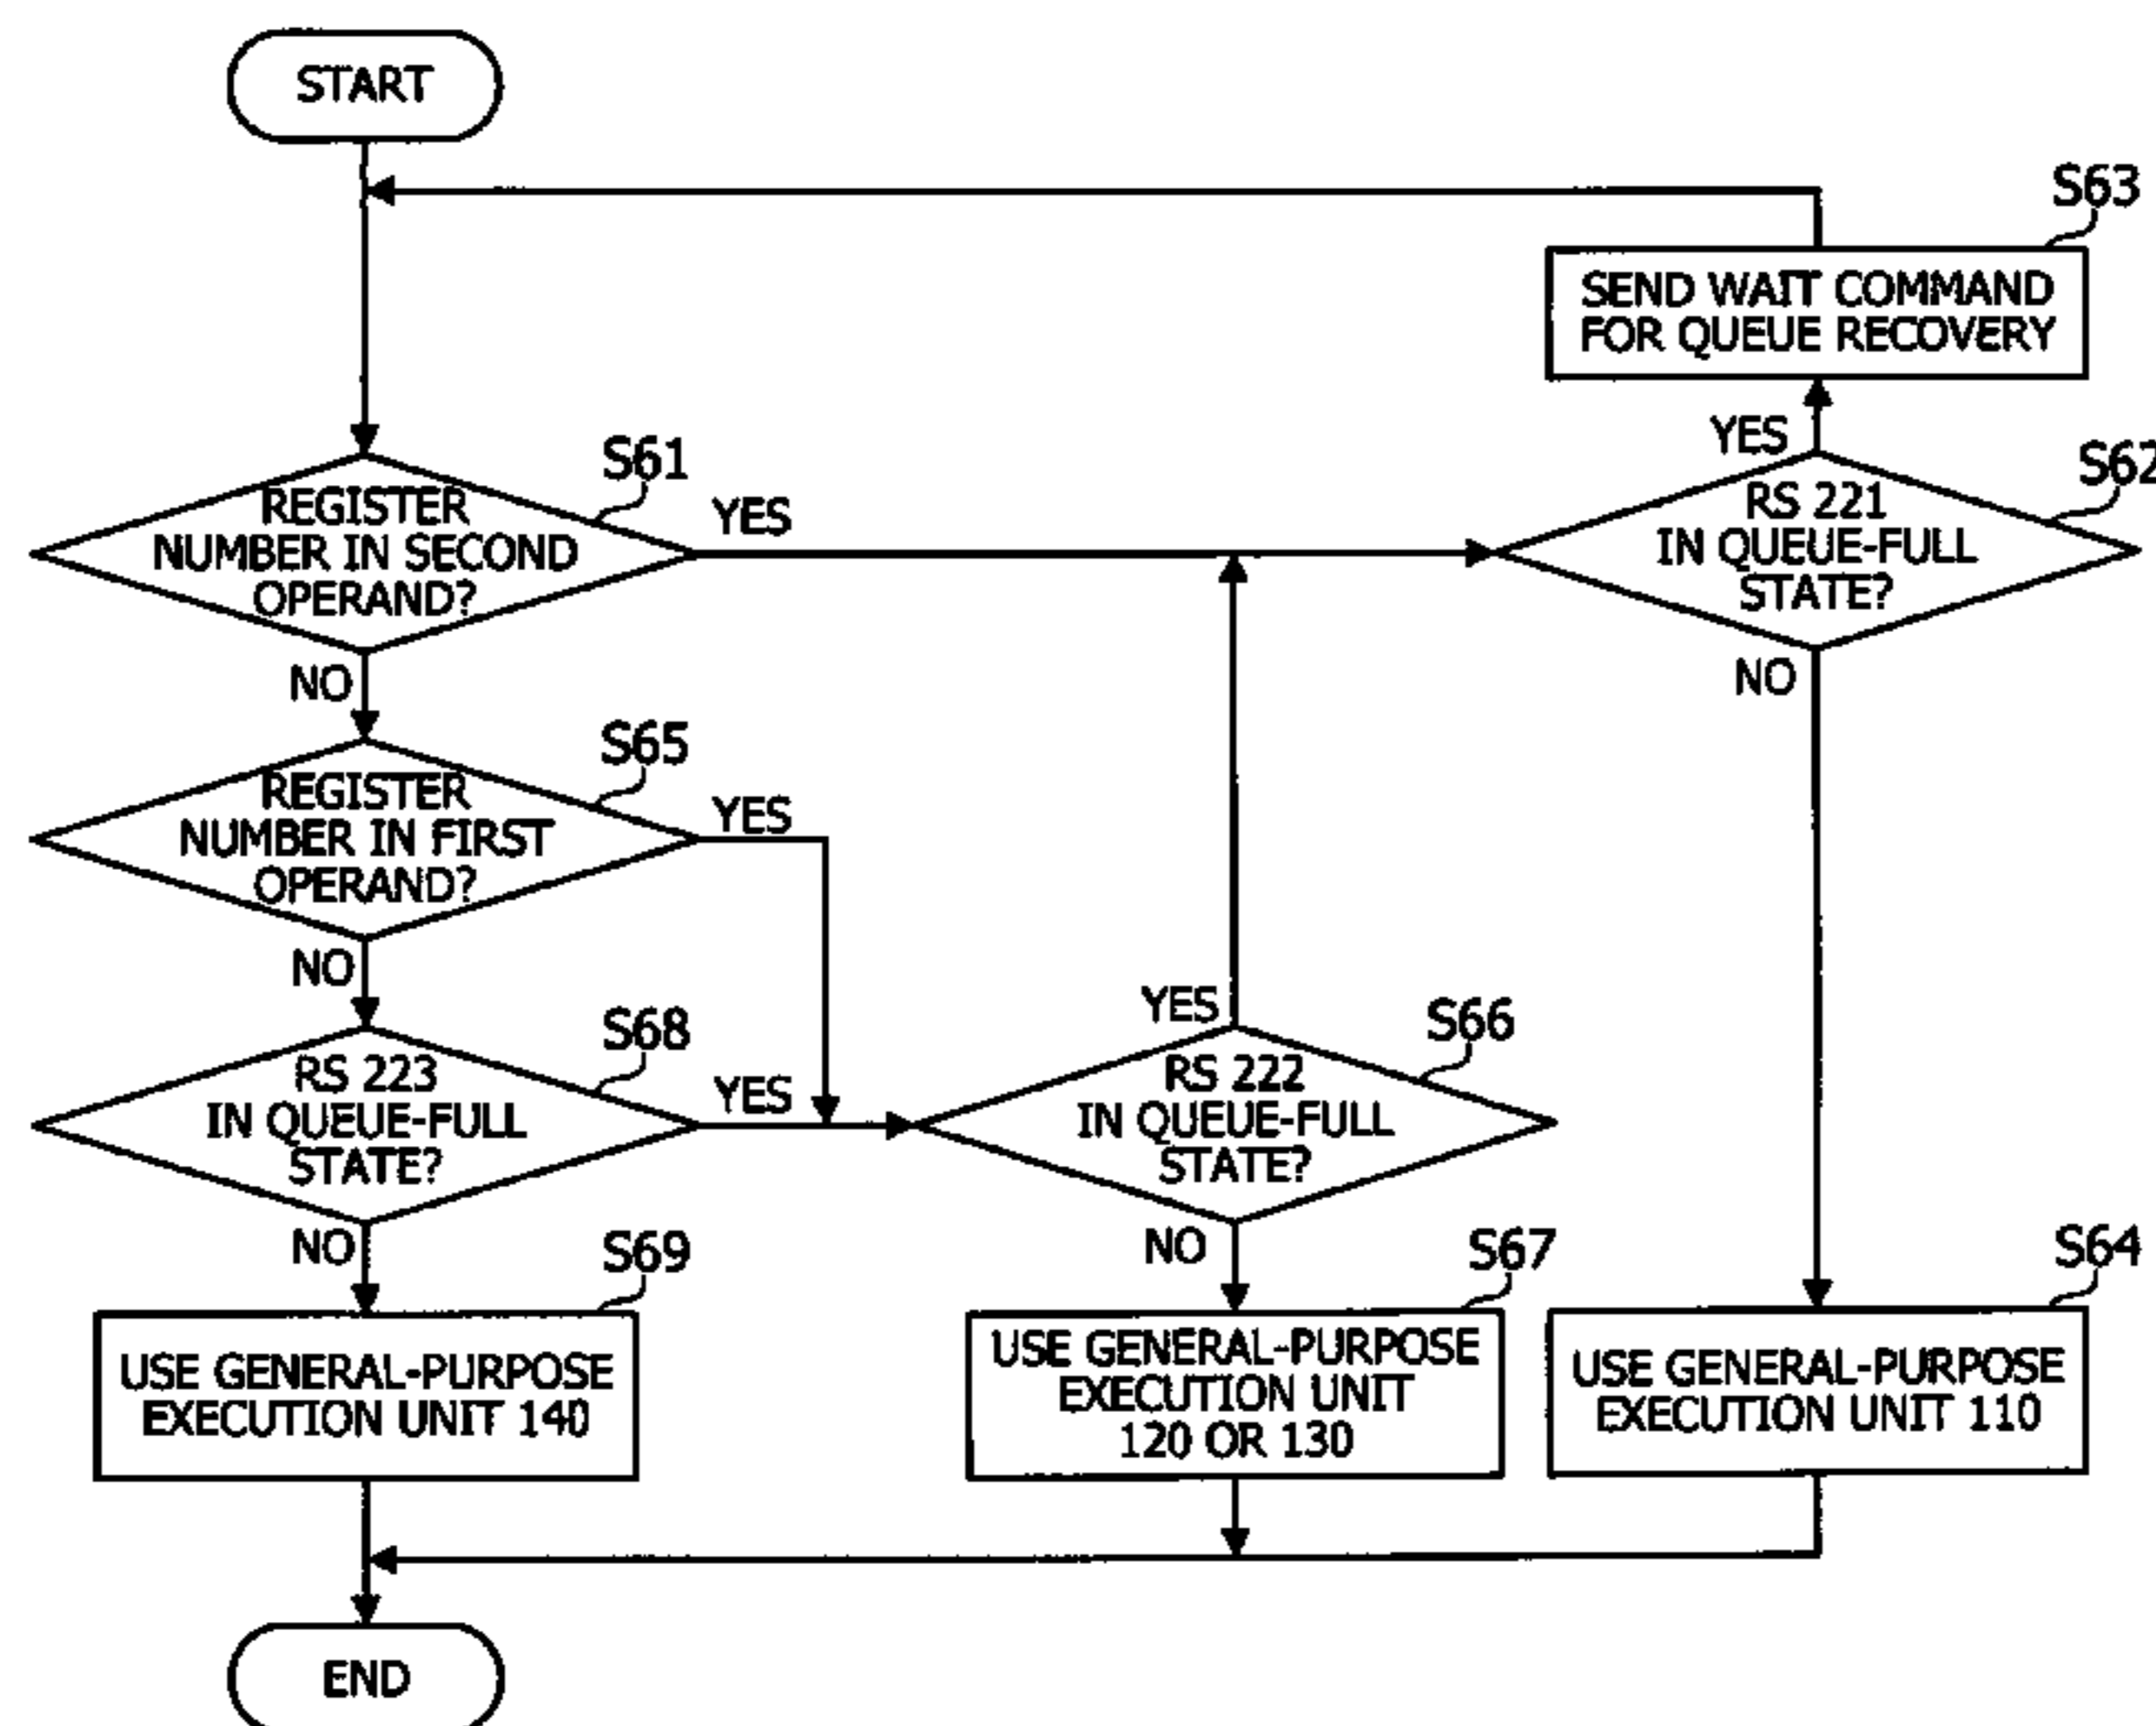 START
S63
SEND WAIT COMMAND
FOR QUEUE RECOVERY
YES
S61
REGISTER
NUMBER IN SECOND
OPERAND?
YES
S62
RS 221
IN QUEUE-FULL
STATE?
NO
NO
S65
REGISTER
NUMBER IN FIRST
OPERAND?
YES
NO
S68
RS 223
IN QUEUE-FULL
STATE?
YES
YES
S66
RS 222
IN QUEUE-FULL
STATE?
NO
NO
S69
USE GENERAL-PURPOSE
EXECUTION UNIT 140
S67
USE GENERAL-PURPOSE
EXECUTION UNIT
120 OR 130
S64
USE GENERAL-PURPOSE
EXECUTION UNIT 110
END